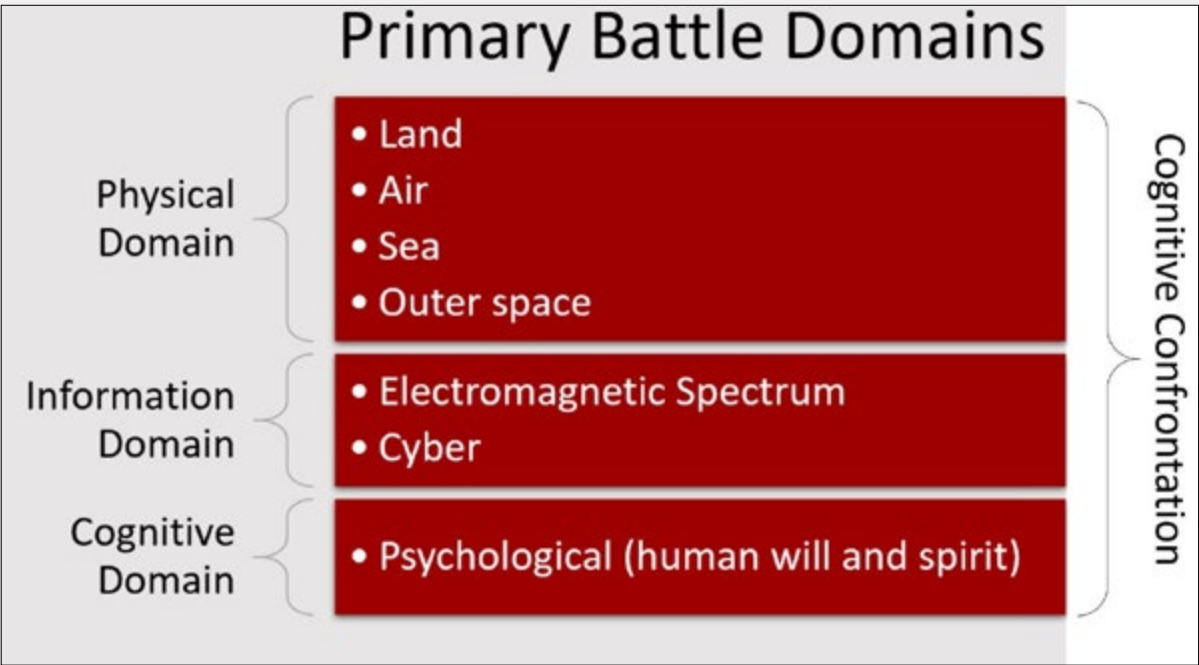 Primary Battle Domains
Physical
Domain
• Land
• Air
• Sea
• Outer space
Information
Domain
• Electromagnetic Spectrum
• Cyber
Cognitive
Domain
• Psychological (human will and spirit)
Cognitive Confrontation